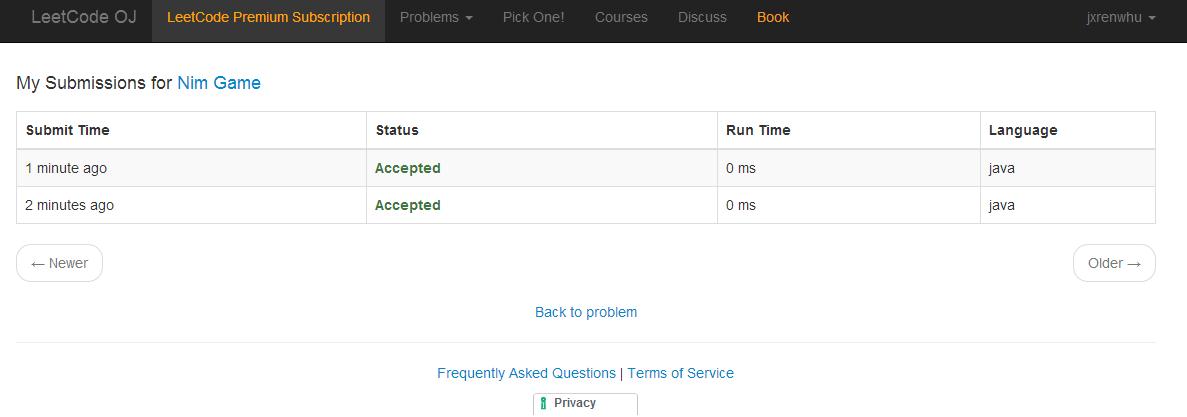 LeetCode OJ LeetCode Premium Subscription Problems Pick One! Courses Discuss Book jxrenwhu
My Submissions for Nim Game
Submit Time Status Run Time Language
1 minute ago Accepted 0 ms java
2 minutes ago Accepted 0 ms java
← Newer Older →
Back to problem
Frequently Asked Questions | Terms of Service
Privacy